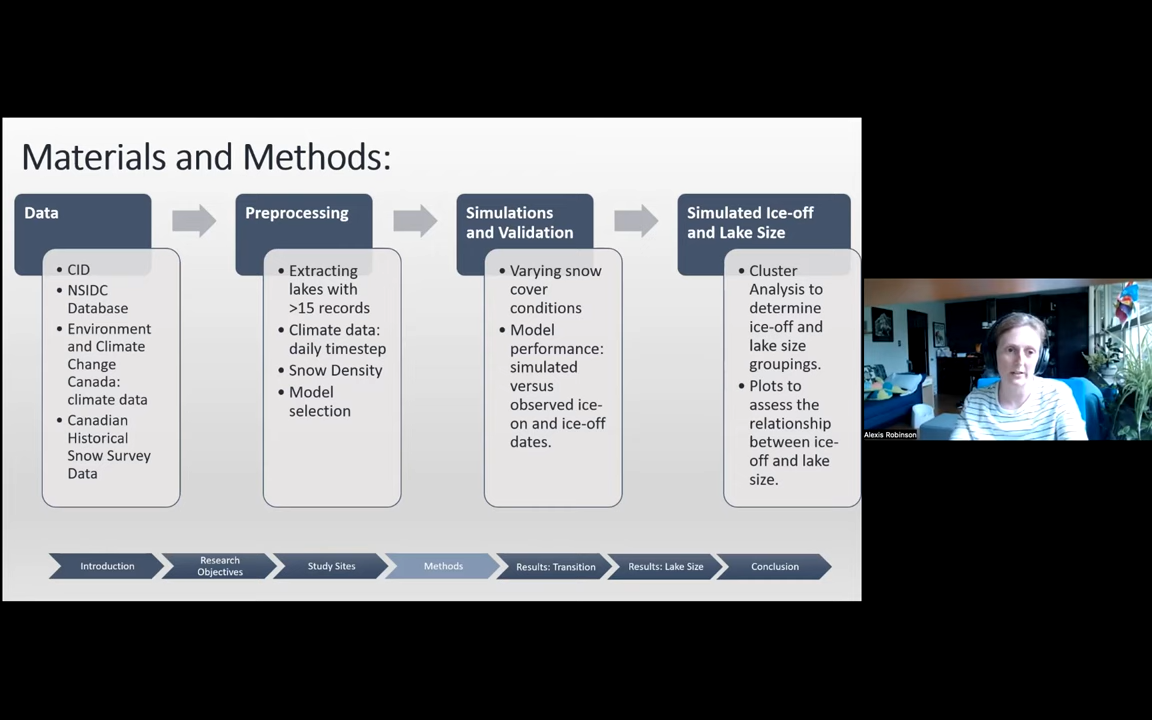 Materials and Methods:
Data
• CID
• NSIDC
Database
• Environment
and Climate
Change
Canada:
climate data
• Canadian
Historical
Snow Survey
Data
Preprocessing
• Extracting
lakes with
>15 records
• Climate data:
daily timestep
• Snow Density
• Model
selection
Simulations
and Validation
• Varying snow
cover
conditions
• Model
performance:
simulated
versus
observed ice-
on and ice-off
dates.
Simulated Ice-off
and Lake Size
• Cluster
Analysis to
determine
ice-off and
lake size
groupings.
• Plots to
assess the
relationship
between ice-
off and lake
size.
Introduction
Research
Objectives
Study Sites
Methods
Results: Transition
Results: Lake Size
Conclusion
Alexis Robinson